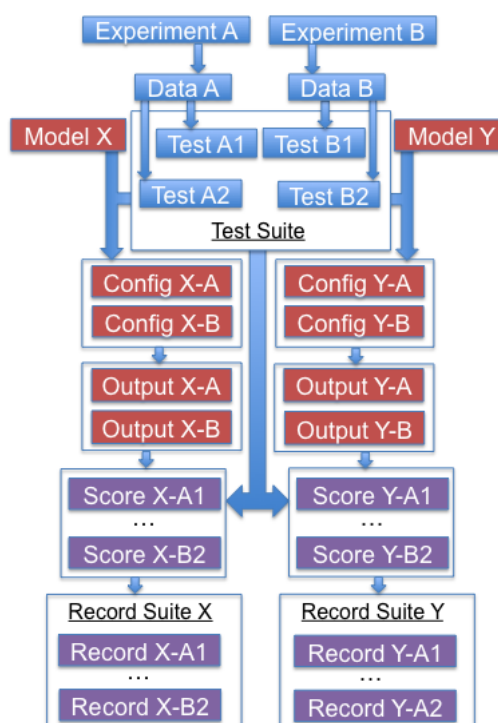 Experiment A
Experiment B
Data A
Data B
Model X
Test A1
Test B1
Model Y
Test A2
Test B2
Test Suite
Config X-A
Config Y-A
Config X-B
Config Y-B
Output X-A
Output Y-A
Output X-B
Output Y-B
Score X-A1
Score Y-A1
...
...
Score X-B2
Score Y-B2
Record Suite X
Record Suite Y
Record X-A1
Record Y-A1
...
...
Record X-B2
Record Y-A2